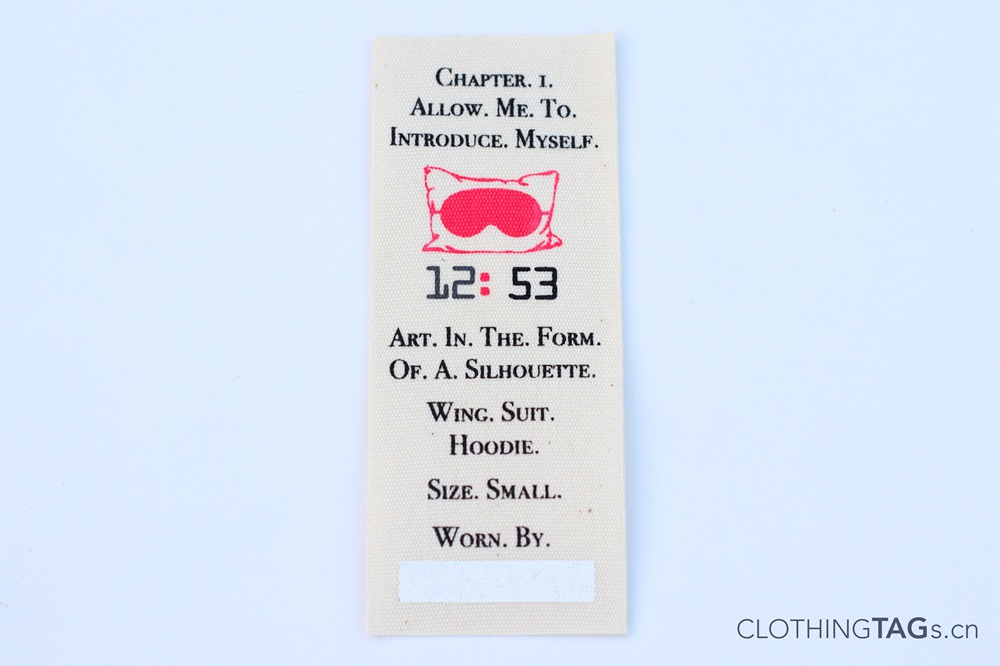 Chapter. 1.
Allow. Me. To.
Introduce. Myself.
12: 53
Art. In. The. Form.
Of. A. Silhouette.
Wing. Suit.
Hoodie.
Size. Small.
Worn. By.
CLOTHINGTAGs.cn